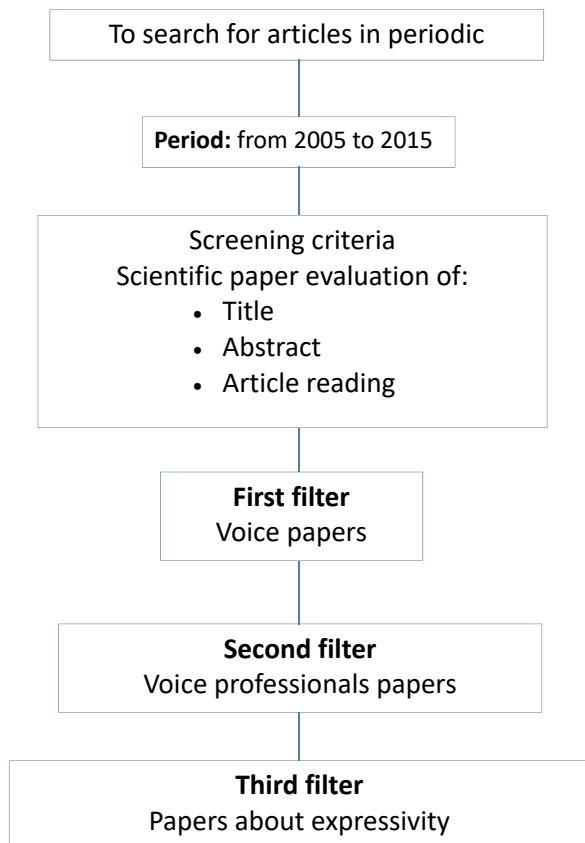 To search for articles in periodic
Period: from 2005 to 2015
Screening criteria
Scientific paper evaluation of:
• Title
• Abstract
• Article reading
First filter
Voice papers
Second filter
Voice professionals papers
Third filter
Papers about expressivity